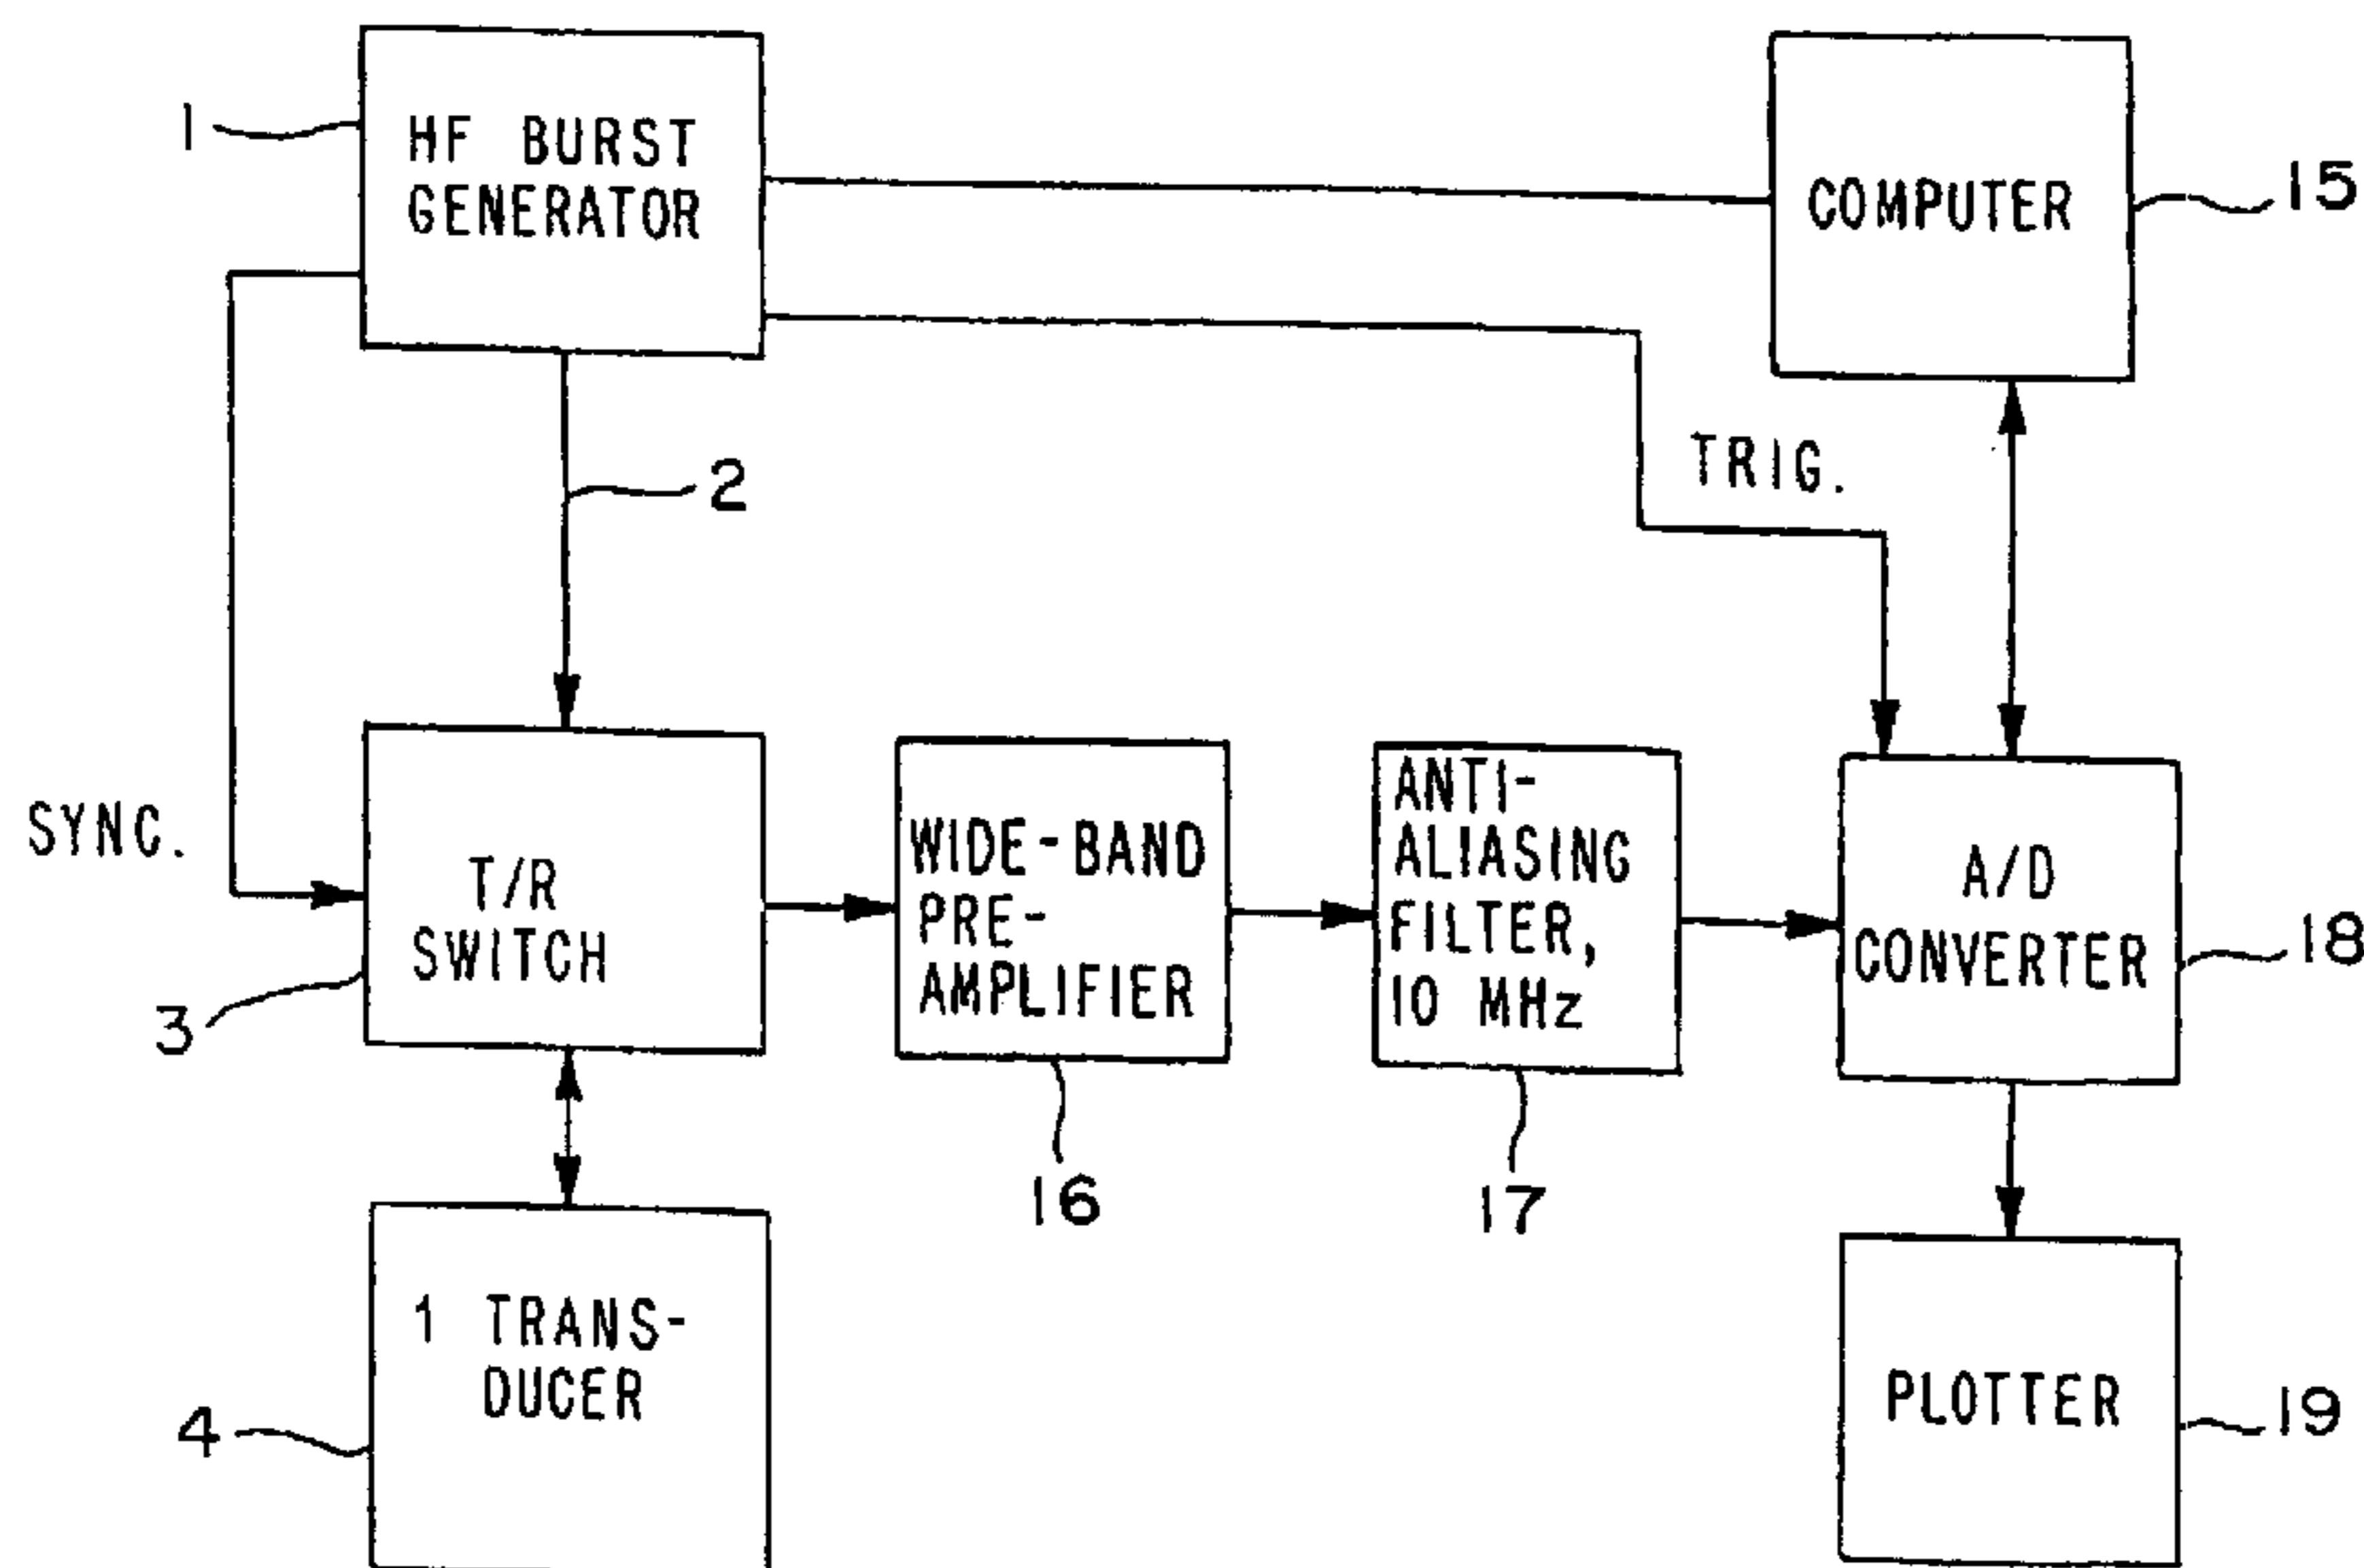 1
HF BURST
GENERATOR
COMPUTER
15
2
TRIG.
SYNC.
T/R
SWITCH
3
WIDE-BAND
PRE-
AMPLIFIER
16
ANTI-
ALIASING
FILTER,
10 MHz
17
A/D
CONVERTER
18
1 TRANS-
DUCER
4
PLOTTER
19